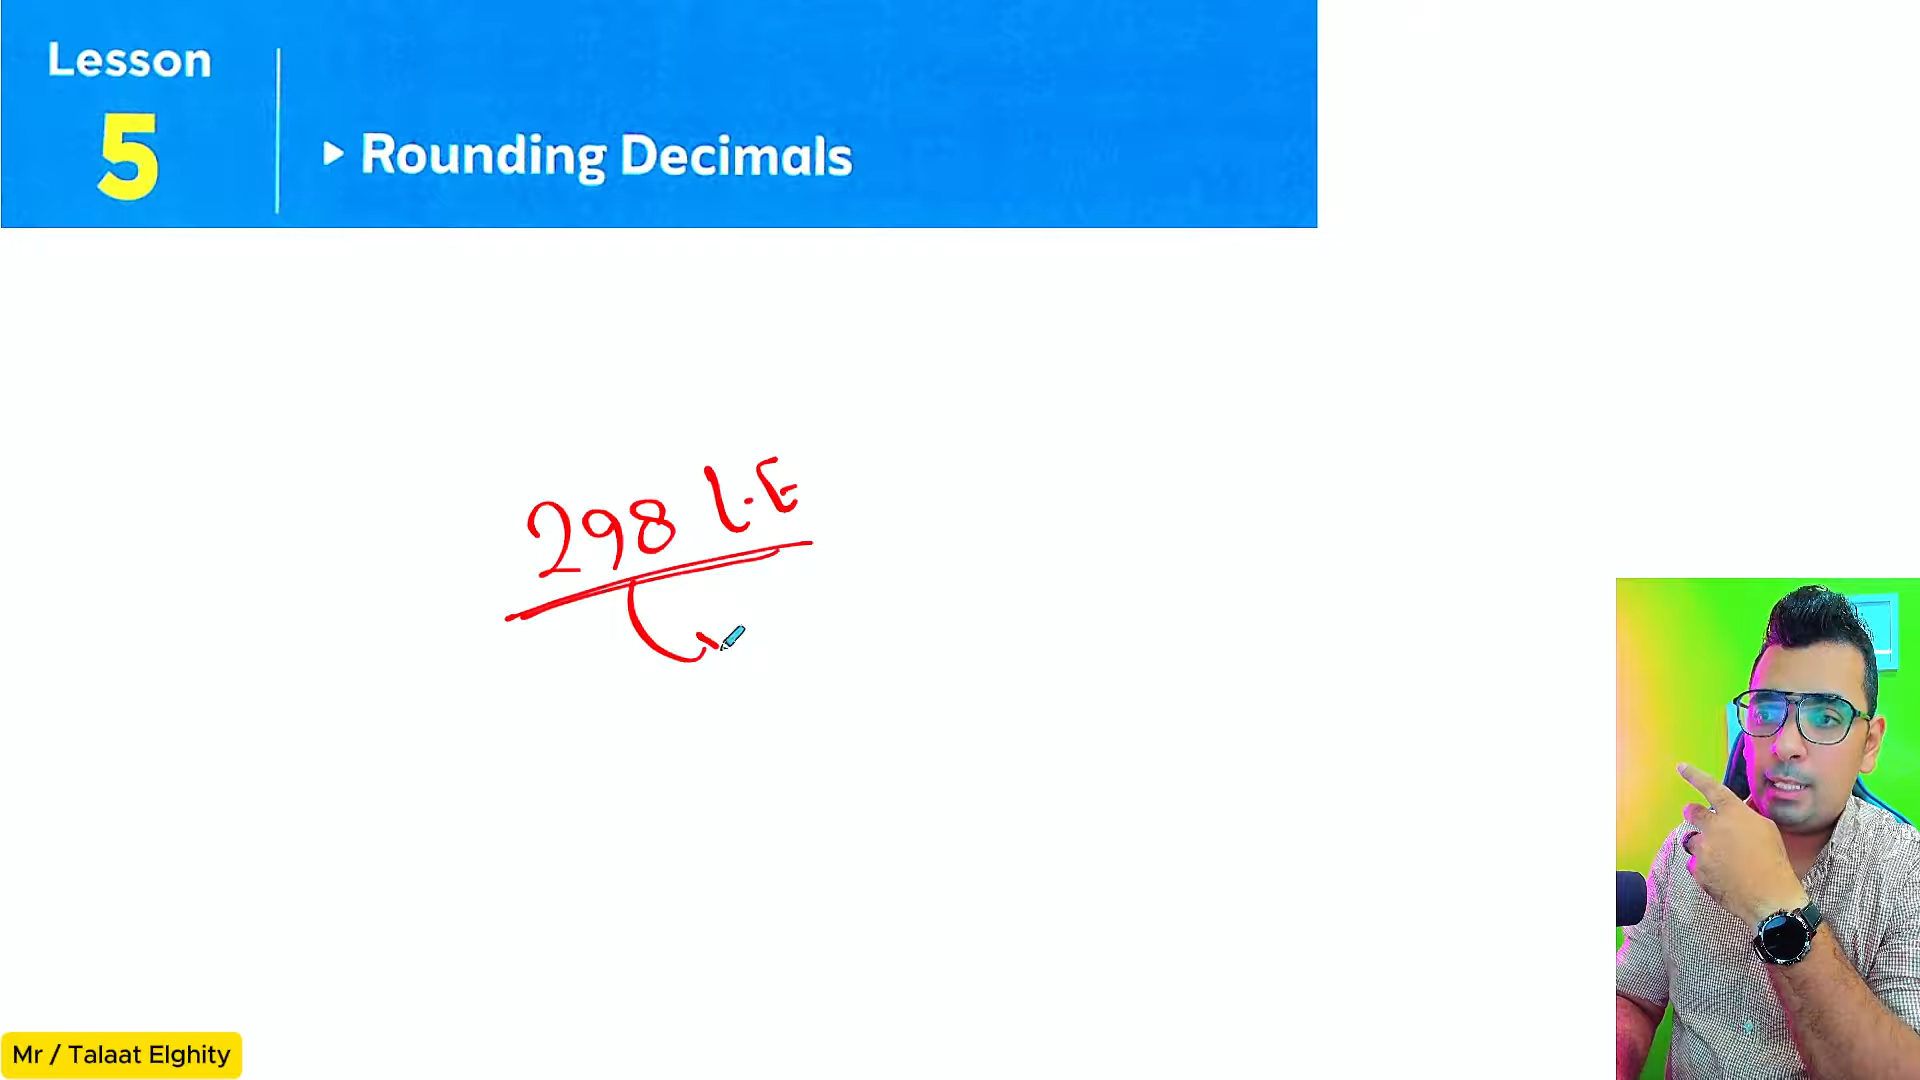 Lesson
5
Rounding Decimals
298 L.E
Mr / Talaat Elghity